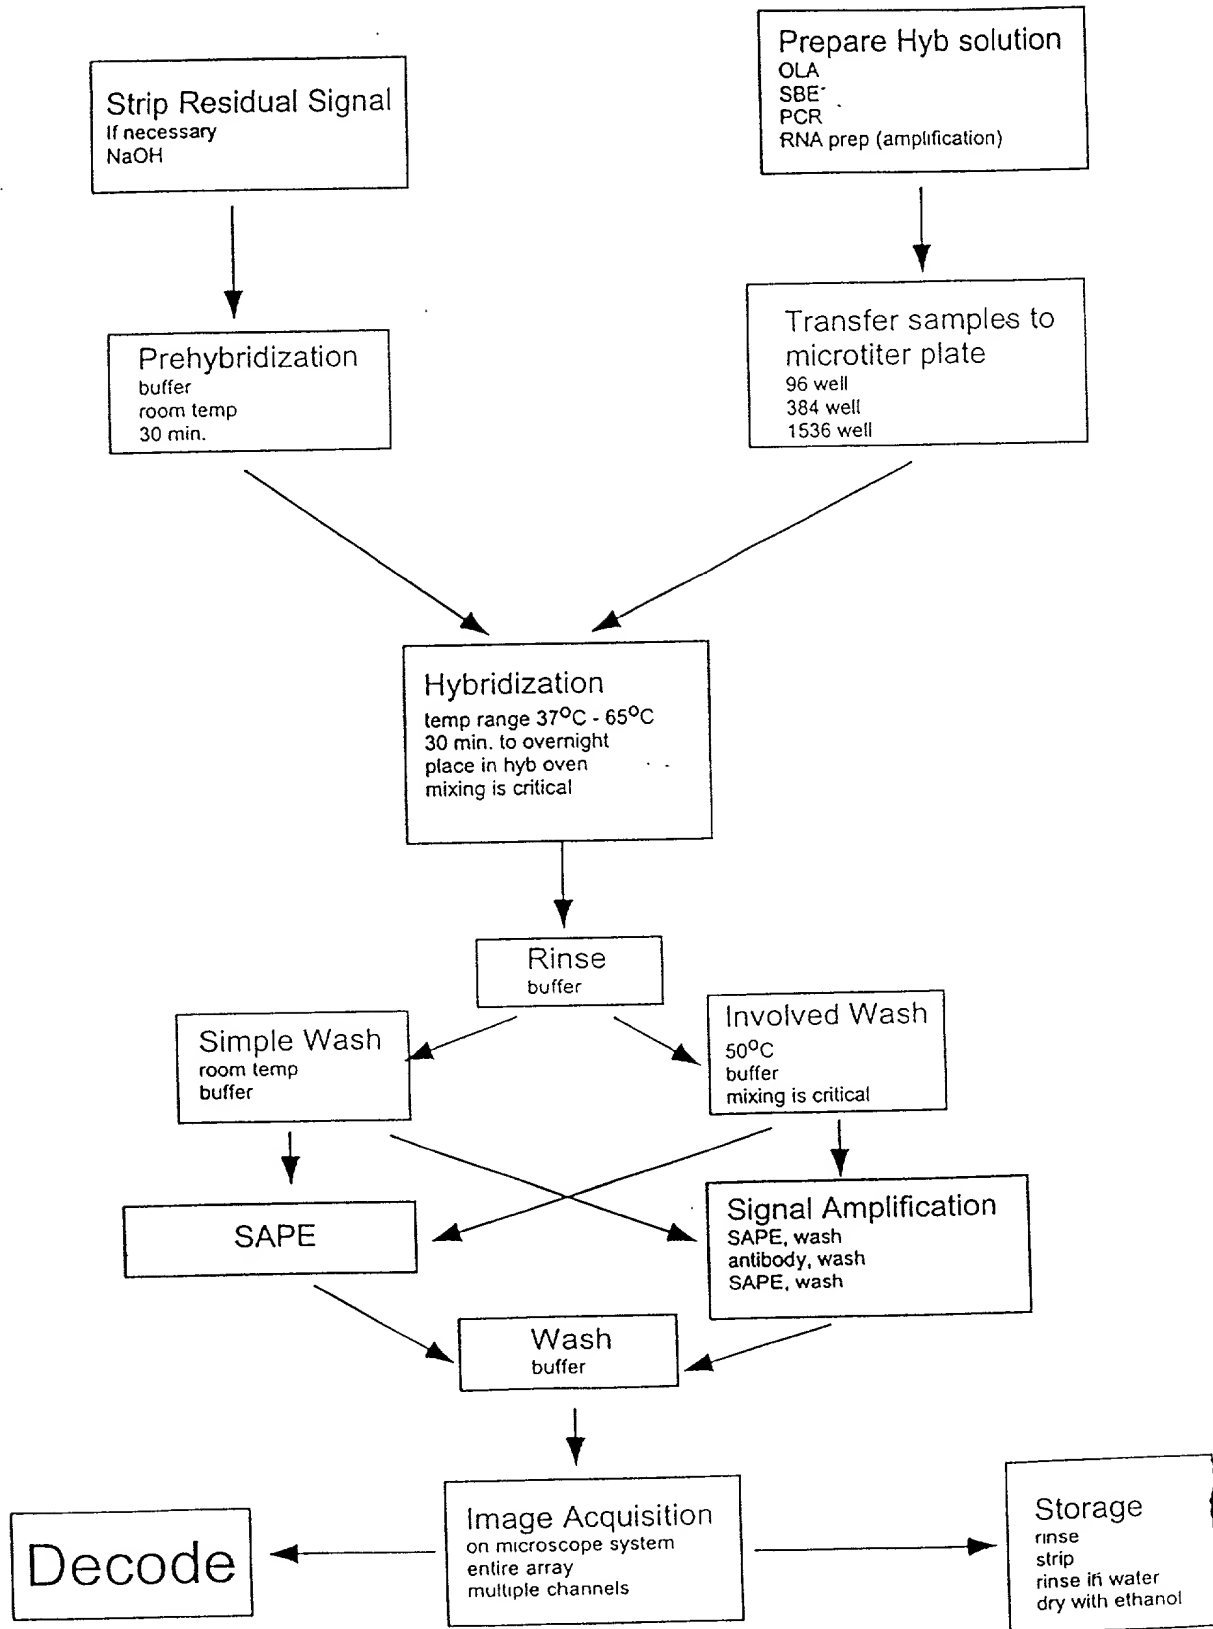 Strip Residual Signal
If necessary
NaOH
Prepare Hyb solution
OLA
SBE
PCR
RNA prep (amplification)
Prehybridization
buffer
room temp
30 min.
Transfer samples to
microtiter plate
96 well
384 well
1536 well
Hybridization
temp range 37°C - 65°C
30 min. to overnight
place in hyb oven
mixing is critical
Rinse
buffer
Simple Wash
room temp
buffer
Involved Wash
50°C
buffer
mixing is critical
SAPE
Signal Amplification
SAPE, wash
antibody, wash
SAPE, wash
Wash
buffer
Decode
Image Acquisition
on microscope system
entire array
multiple channels
Storage
rinse
strip
rinse in water
dry with ethanol